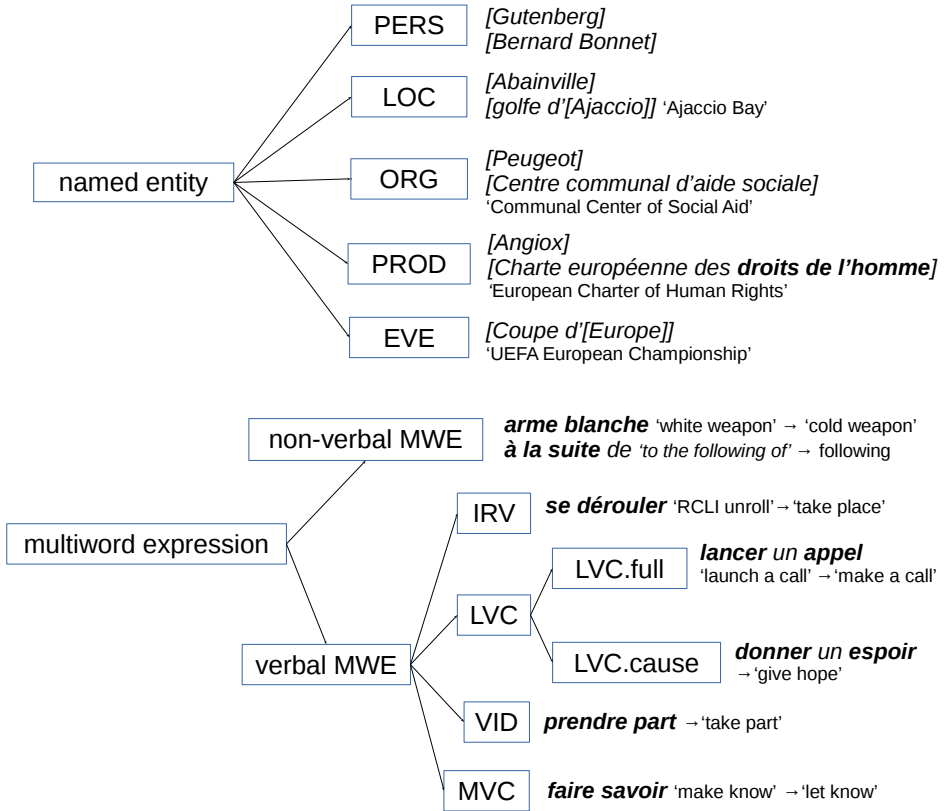 PERS
[Gutenberg]
[Bernard Bonnet]
LOC
[Abainville]
[golfe d’[Ajaccio]] ‘Ajaccio Bay’
named entity
ORG
[Peugeot]
[Centre communal d’aide sociale]
‘Communal Center of Social Aid’
PROD
[Angiox]
[Charte européenne des droits de l’homme]
‘European Charter of Human Rights’
EVE
[Coupe d’[Europe]]
‘UEFA European Championship’
non-verbal MWE
arme blanche ‘white weapon’ → ‘cold weapon’
à la suite de ‘to the following of’ → following
multiword expression
IRV
se dérouler ‘RCLI unroll’→‘take place’
LVC.full
lancer un appel
‘launch a call’ →‘make a call’
LVC
verbal MWE
LVC.cause
donner un espoir
→‘give hope’
VID
prendre part →‘take part’
MVC
faire savoir ‘make know’ →‘let know’